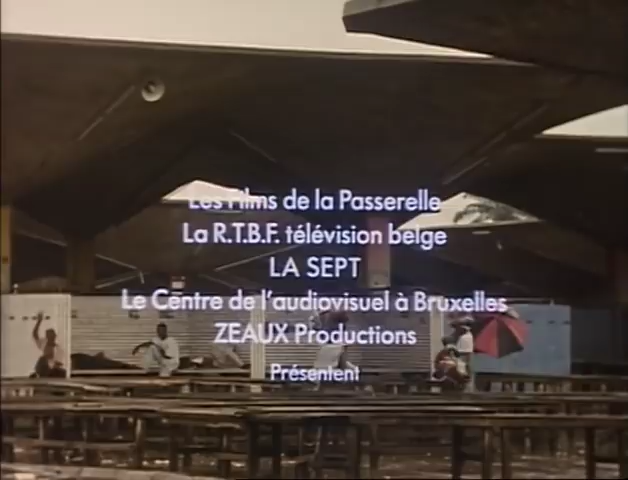 Les Films de la Passerelle
La R.T.B.F. télévision belge
LA SEPT
Le Centre de l'audiovisuel à Bruxelles
ZEAUX Productions
Présentent